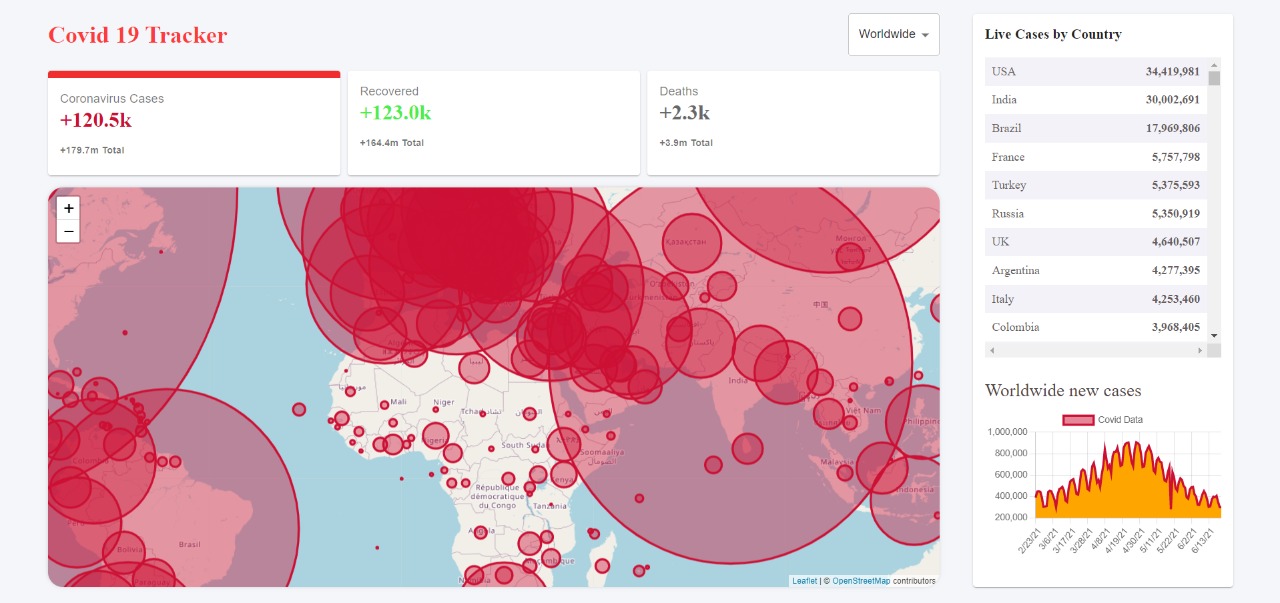 Covid 19 Tracker
Worldwide
Coronavirus Cases
+120.5k
+179.7m Total
Recovered
+123.0k
+164.4m Total
Deaths
+2.3k
+3.9m Total
+
−
Казахстан
Монгол
中国
Mali
Niger
Nigeria
South Sudan
Soomaaliya
الصومال
République
démocratique
du Congo
Tanzania
India
Việt Nam
Malaysia
Brasil
Bolivia
Paraguay
Leaflet | © OpenStreetMap contributors
Live Cases by Country
USA 34,419,981
India 30,002,691
Brazil 17,969,806
France 5,757,798
Turkey 5,375,593
Russia 5,350,919
UK 4,640,507
Argentina 4,277,395
Italy 4,253,460
Colombia 3,968,405
Worldwide new cases
Covid Data
1,000,000
800,000
600,000
400,000
200,000
2/23/21
3/6/21
3/17/21
3/28/21
4/8/21
4/19/21
4/30/21
5/11/21
5/22/21
6/2/21
6/13/21